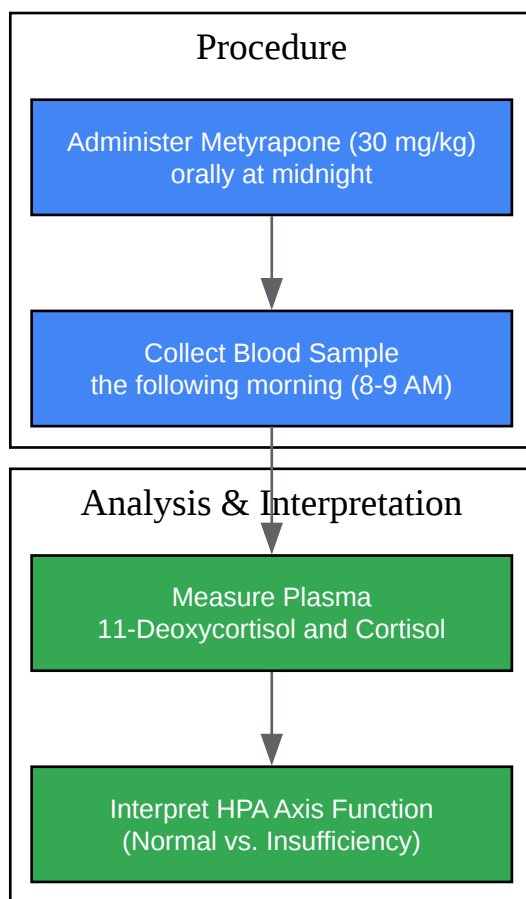 Procedure
Administer Metyrapone (30 mg/kg)
orally at midnight
Collect Blood Sample
the following morning (8-9 AM)
Analysis & Interpretation
Measure Plasma
11-Deoxycortisol and Cortisol
Interpret HPA Axis Function
(Normal vs. Insufficiency)